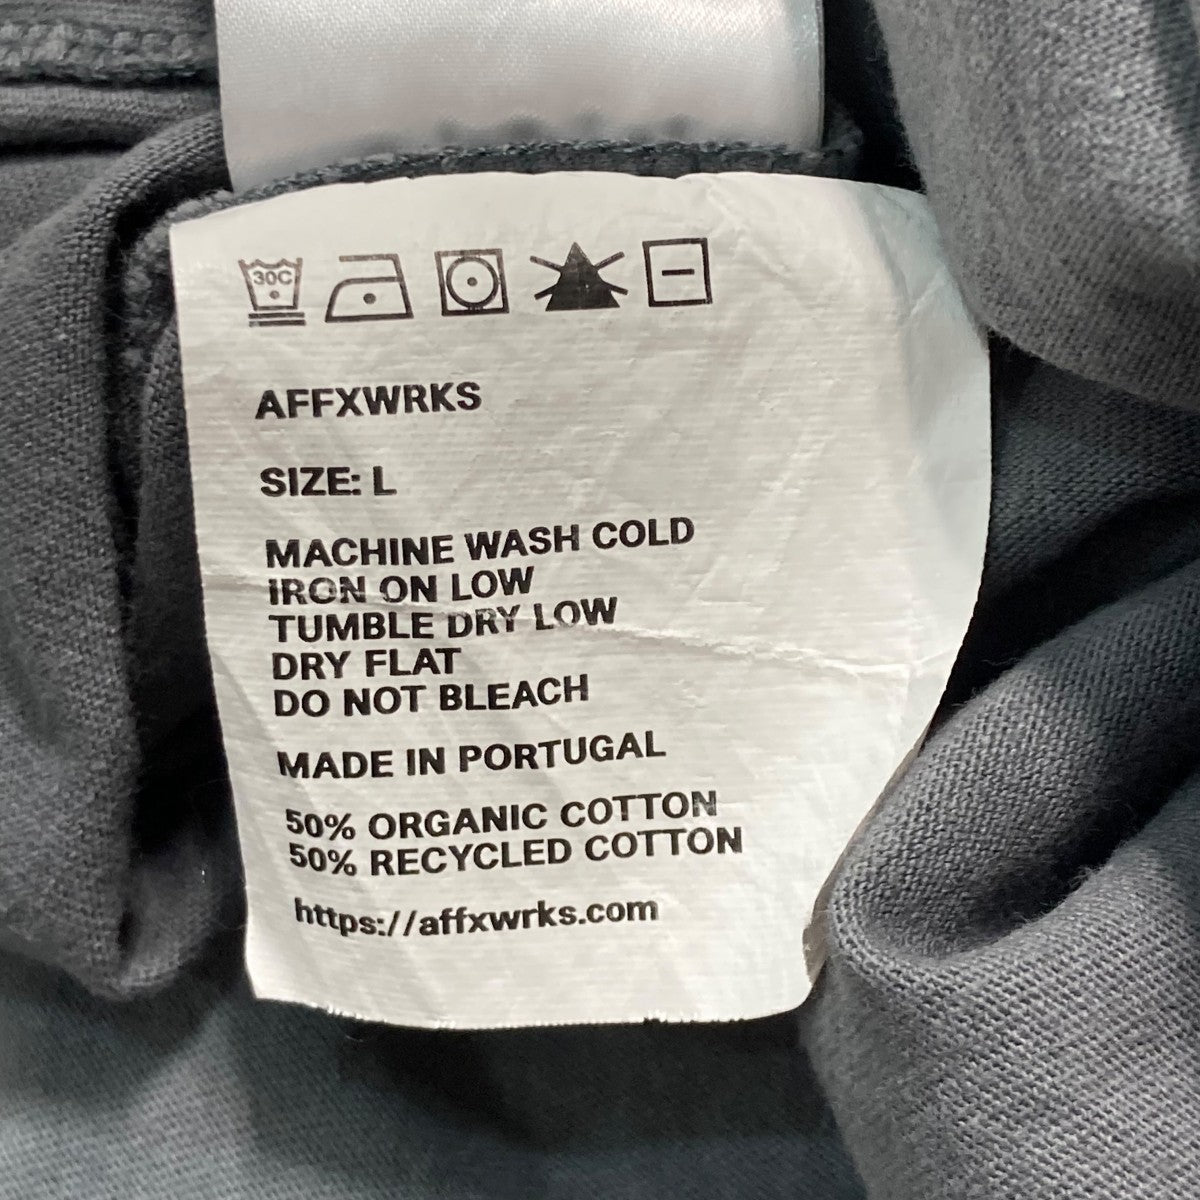 30C
AFFXWRKS
SIZE: L
MACHINE WASH COLD
IRON ON LOW
TUMBLE DRY LOW
DRY FLAT
DO NOT BLEACH
MADE IN PORTUGAL
50% ORGANIC COTTON
50% RECYCLED COTTON
https://affxwrks.com